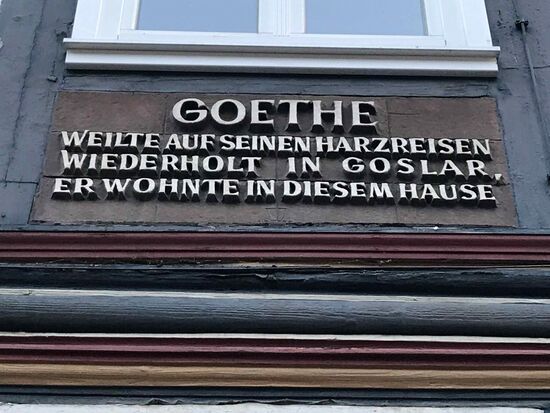 GOETHE
WEILTE AUF SEINEN HARZREISEN
WIEDERHOLT IN GOSLAR,
ER WOHNTE IN DIESEM HAUSE